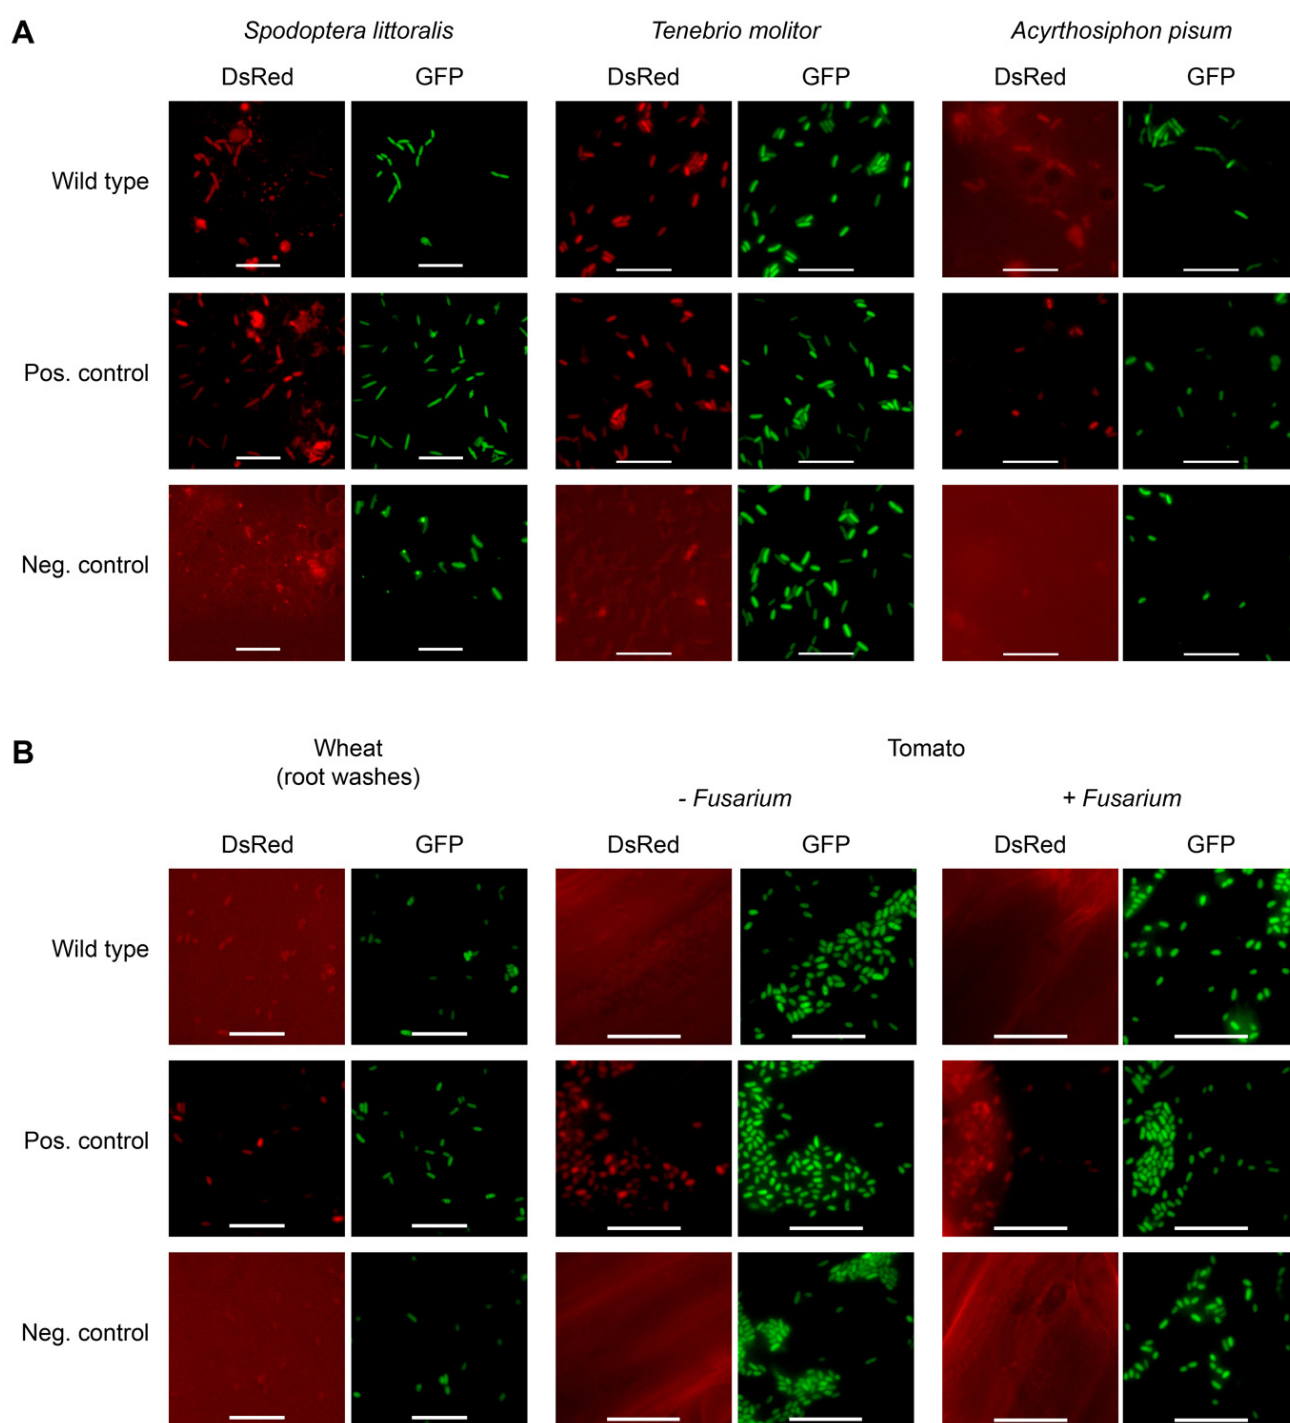 A
Spodoptera littoralis Tenebrio molitor Acyrthosiphon pisum
DsRed GFP DsRed GFP DsRed GFP
Wild type
Pos. control
Neg. control
B
Wheat
(root washes)
Tomato
- Fusarium + Fusarium
DsRed GFP DsRed GFP DsRed GFP
Wild type
Pos. control
Neg. control